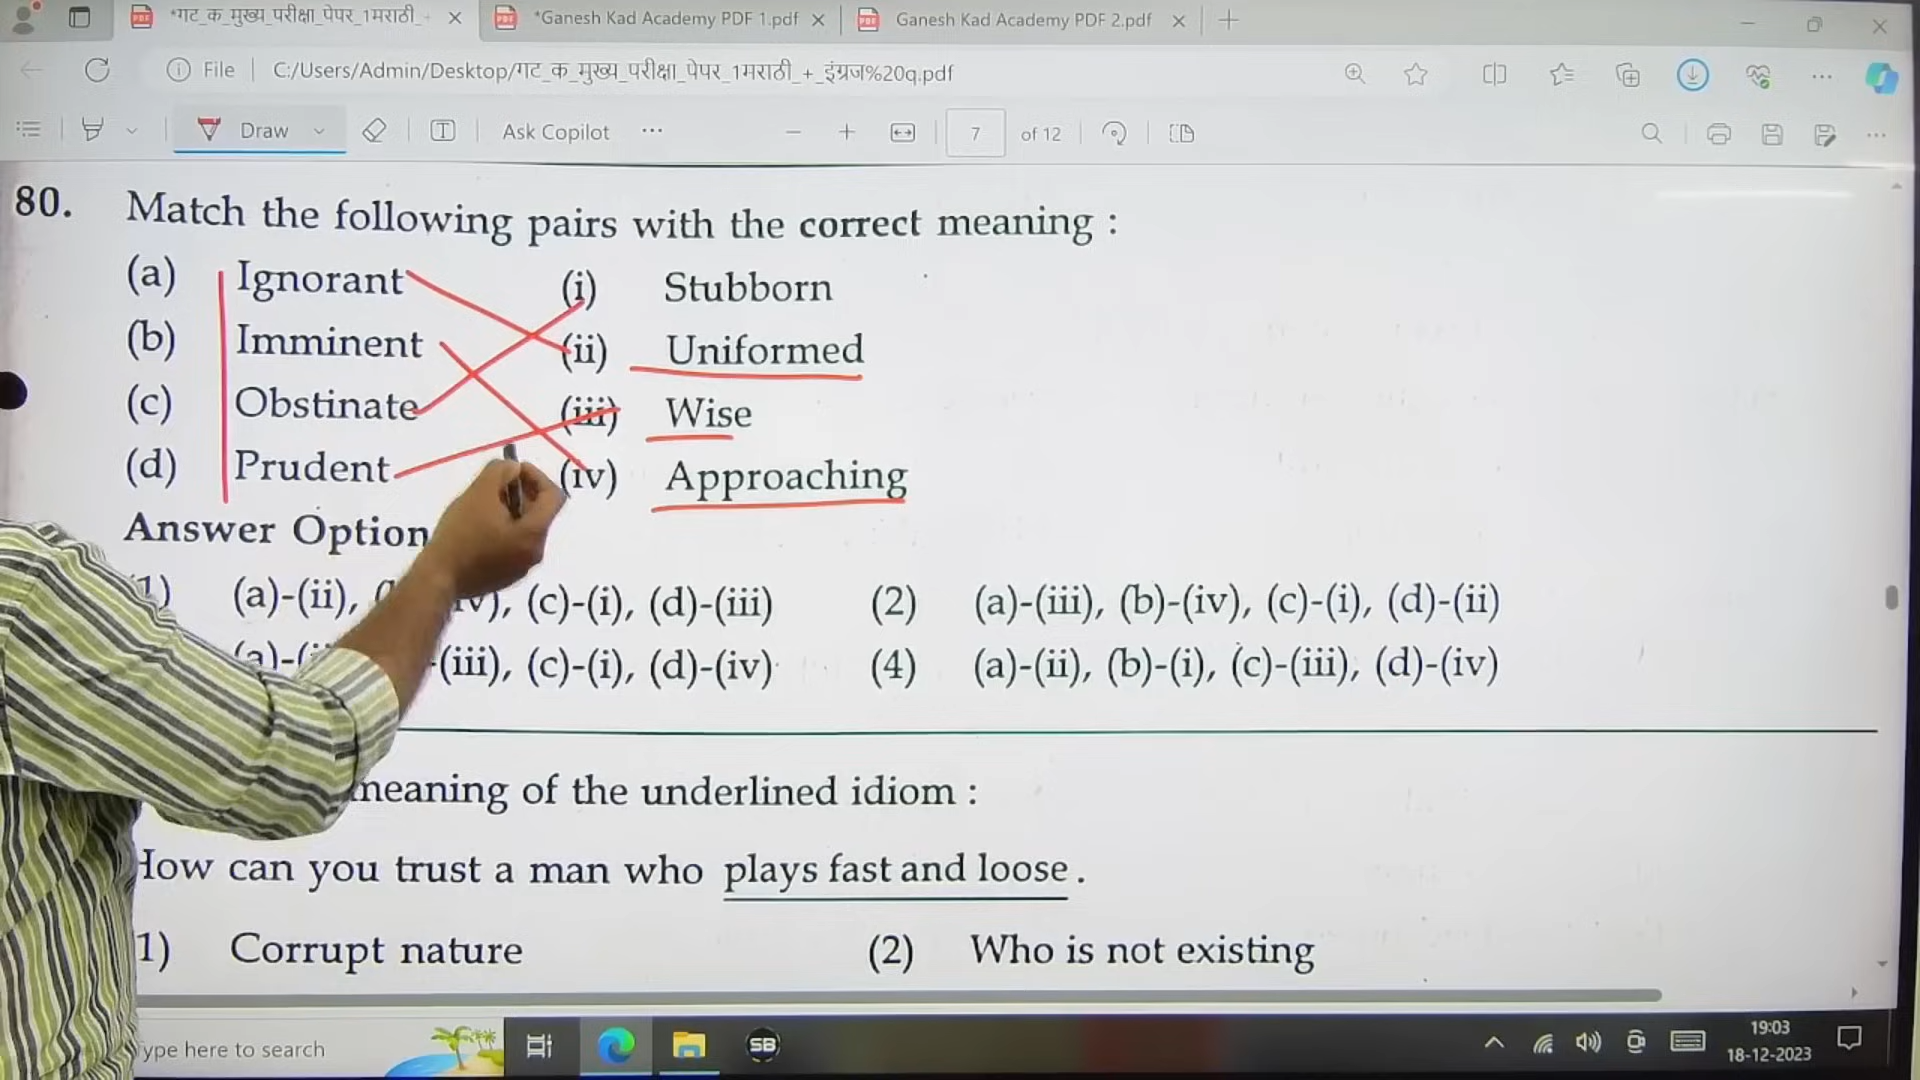 *गट_क_मुख्य_परीक्षा_पेपर_1मराठी_+
*Ganesh Kad Academy PDF 1.pdf
Ganesh Kad Academy PDF 2.pdf
File
C:/Users/Admin/Desktop/गट_क_मुख्य_परीक्षा_पेपर_1मराठी_+_इंग्रज%20q.pdf
Draw
Ask Copilot
7 of 12
80. Match the following pairs with the correct meaning :
(a) Ignorant (i) Stubborn
(b) Imminent (ii) Uniformed
(c) Obstinate (iii) Wise
(d) Prudent (iv) Approaching
Answer Option
1) (a)-(ii), (c)-(i), (d)-(iii) (2) (a)-(iii), (b)-(iv), (c)-(i), (d)-(ii)
(iii), (c)-(i), (d)-(iv) (4) (a)-(ii), (b)-(i), (c)-(iii), (d)-(iv)
meaning of the underlined idiom :
How can you trust a man who plays fast and loose.
1) Corrupt nature (2) Who is not existing
ype here to search
SB
19:03
18-12-2023